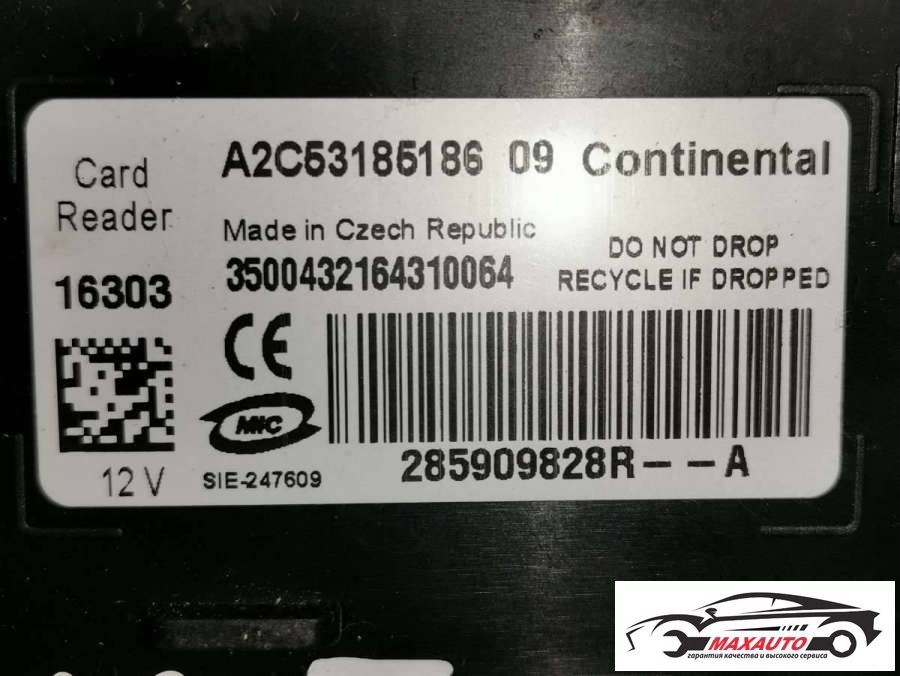 Card
Reader
16303
12 V
A2C53185186 09 Continental
Made in Czech Republic
3500432164310064
DO NOT DROP
RECYCLE IF DROPPED
CE
MIC
SIE-247609
285909828R--A
MAXAUTO
гарантия качества и высокого сервиса